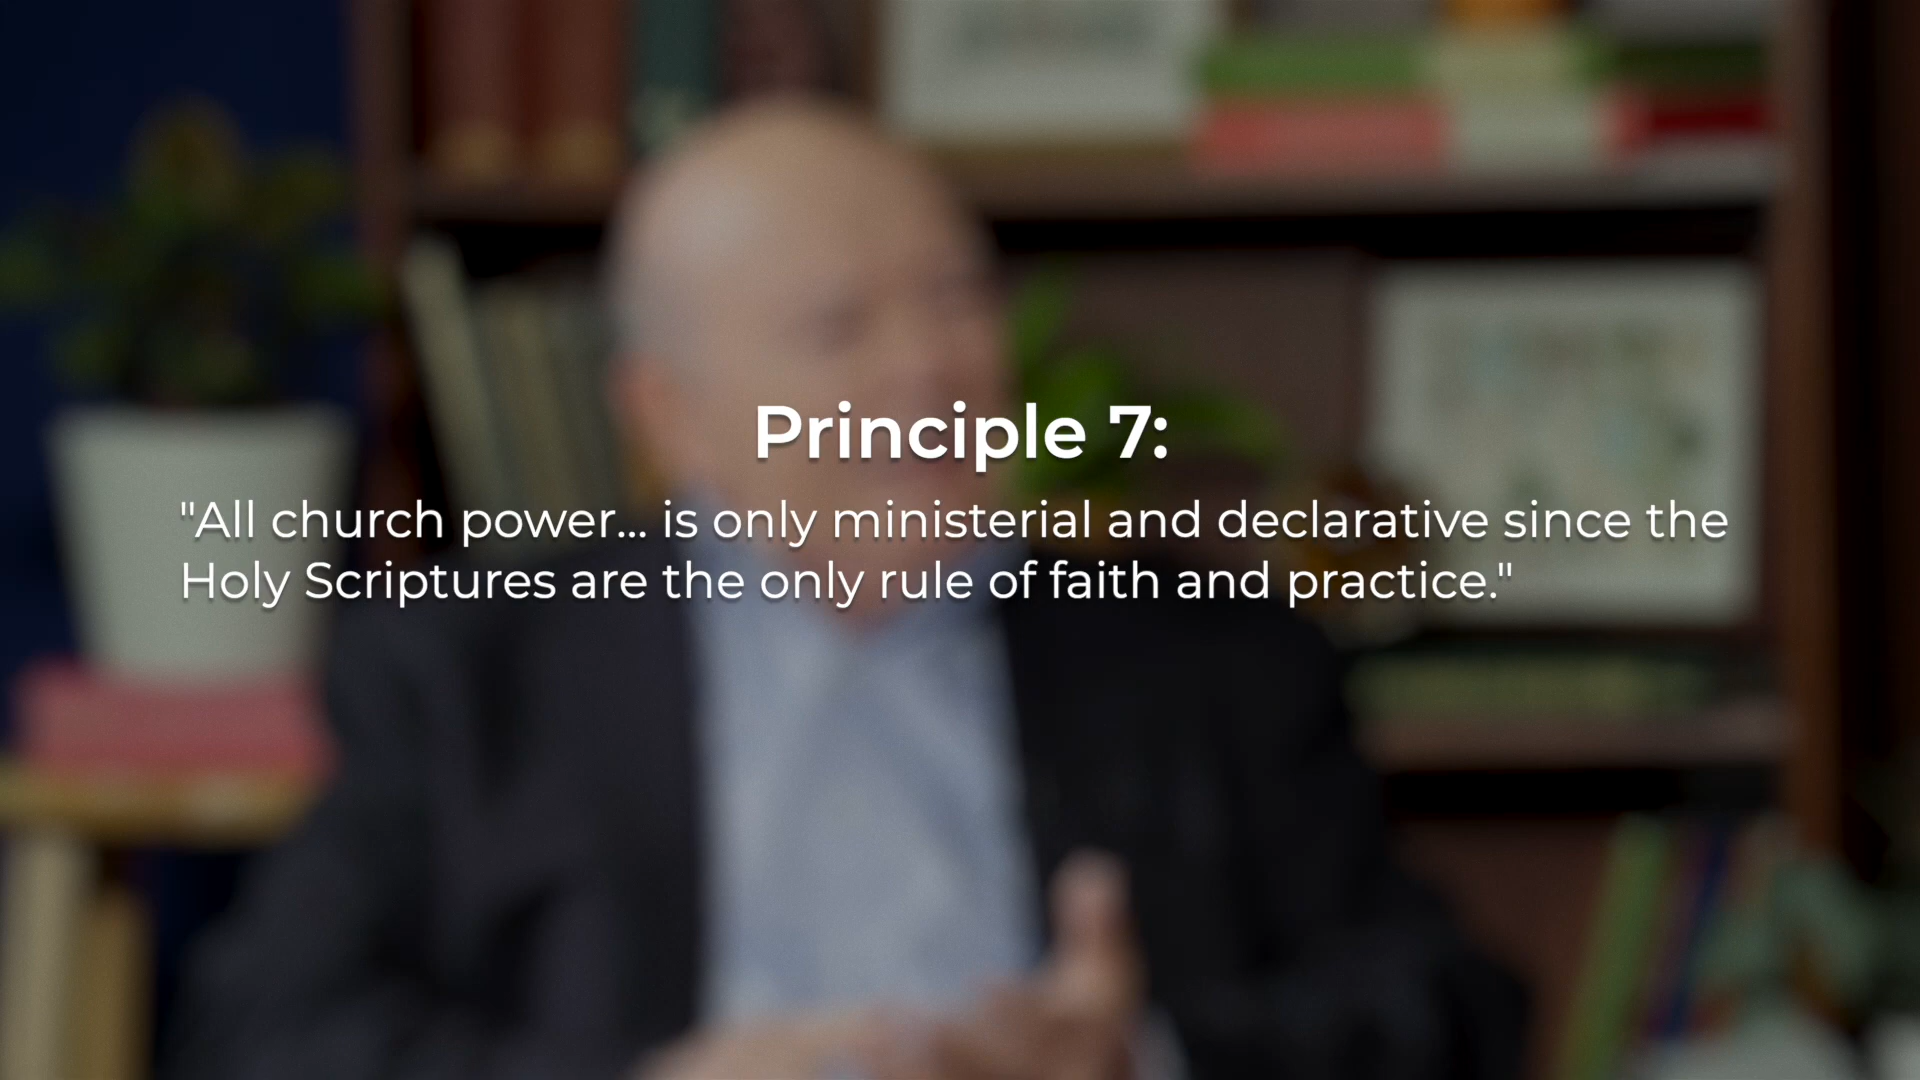 Principle 7:
"All church power... is only ministerial and declarative since the
Holy Scriptures are the only rule of faith and practice."